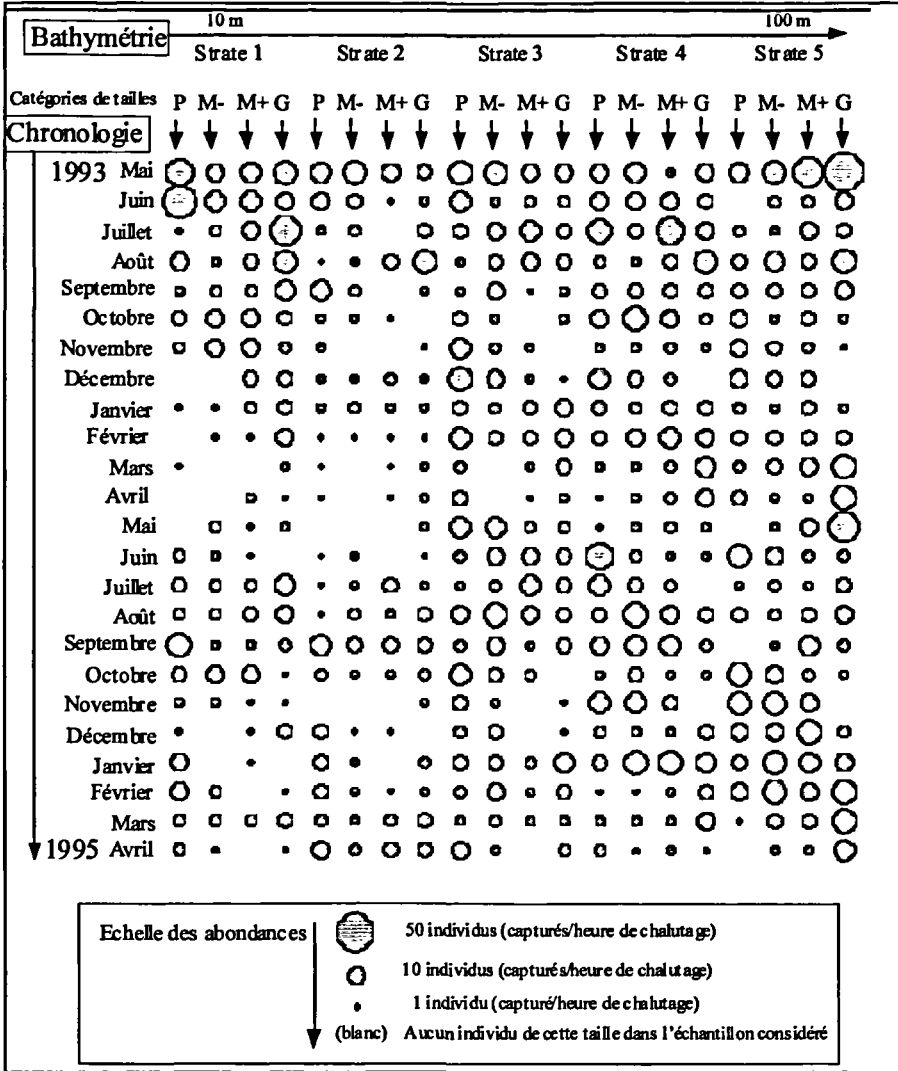 10 m 100 m
Bathymétrie
Strate 1 Strate 2 Strate 3 Strate 4 Strate 5
Catégories de tailles P M- M+ G P M- M+ G P M- M+ G P M- M+ G P M- M+ G
Chronologie
1993 Mai
Juin
Juillet
Août
Septembre
Octobre
Novembre
Décembre
Janvier
Février
Mars
Avril
Mai
Juin
Juillet
Août
Septembre
Octobre
Novembre
Décembre
Janvier
Février
Mars
1995 Avril
Echelle des abondances
50 individus (capturés/heure de chalutage)
10 individus (capturés/heure de chalutage)
1 individu (capturé/heure de chalutage)
(blanc) Aucun individu de cette taille dans l'échantillon considéré